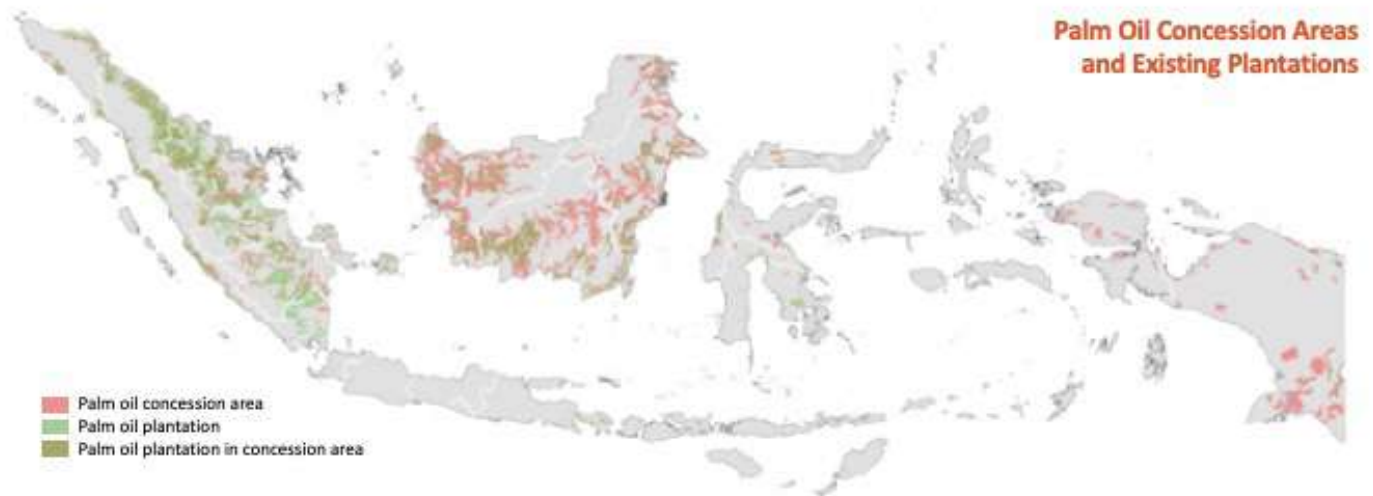 Palm Oil Concession Areas
and Existing Plantations
Palm oil concession area
Palm oil plantation
Palm oil plantation in concession area